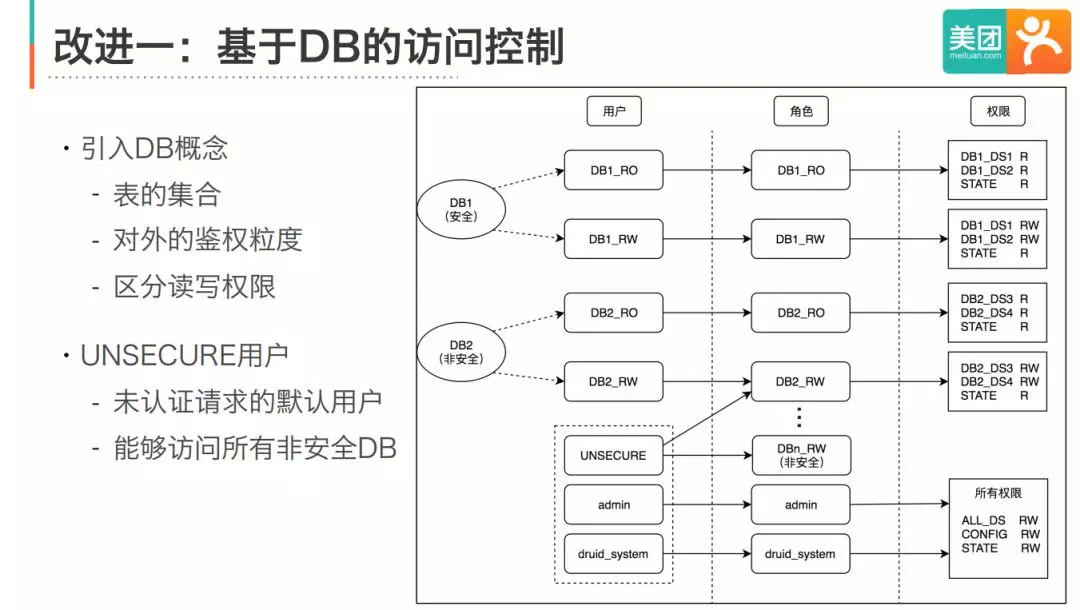 改进一：基于DB的访问控制
美团
meituan.com
· 引入DB概念
- 表的集合
- 对外的鉴权粒度
- 区分读写权限
· UNSECURE用户
- 未认证请求的默认用户
- 能够访问所有非安全DB
用户
角色
权限
DB1
（安全）
DB1_RO
DB1_RO
DB1_DS1 R
DB1_DS2 R
STATE R
DB1_RW
DB1_RW
DB1_DS1 RW
DB1_DS2 RW
STATE R
DB2
（非安全）
DB2_RO
DB2_RO
DB2_DS3 R
DB2_DS4 R
STATE R
DB2_RW
DB2_RW
DB2_DS3 RW
DB2_DS4 RW
STATE R
UNSECURE
DBn_RW
（非安全）
admin
admin
druid_system
druid_system
所有权限
ALL_DS RW
CONFIG RW
STATE RW